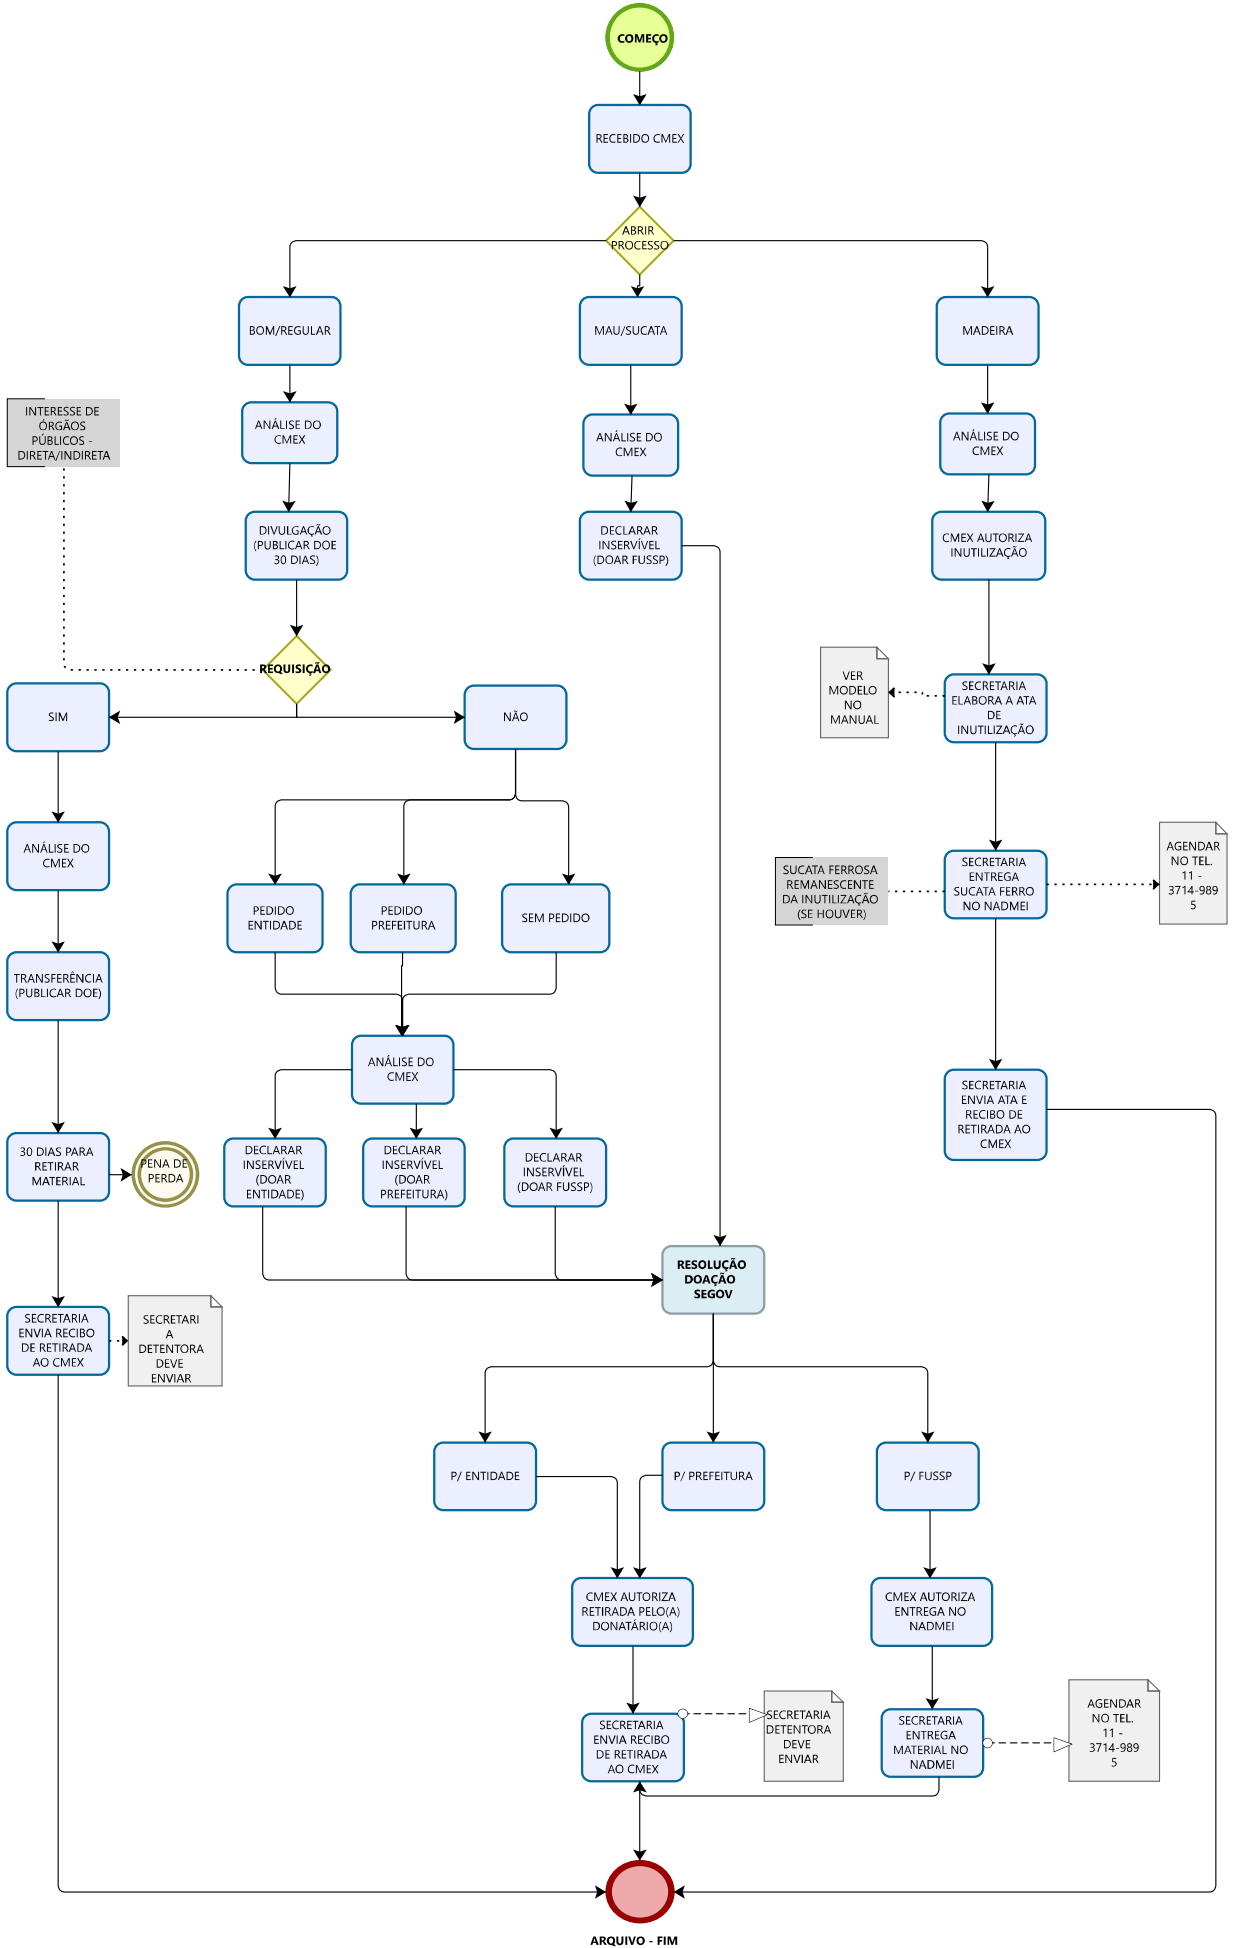 COMEÇO
RECEBIDO CMEX
ABRIR
PROCESSO
BOM/REGULAR
MAU/SUCATA
MADEIRA
INTERESSE DE
ÓRGÃOS
PÚBLICOS -
DIRETA/INDIRETA
ANÁLISE DO
CMEX
ANÁLISE DO
CMEX
ANÁLISE DO
CMEX
DIVULGAÇÃO
(PUBLICAR DOE
30 DIAS)
DECLARAR
INSERVÍVEL
(DOAR FUSSP)
CMEX AUTORIZA
INUTILIZAÇÃO
REQUISIÇÃO
SIM
NÃO
VER
MODELO
NO
MANUAL
SECRETARIA
ELABORA A ATA
DE
INUTILIZAÇÃO
ANÁLISE DO
CMEX
PEDIDO
ENTIDADE
PEDIDO
PREFEITURA
SEM PEDIDO
SUCATA FERROSA
REMANESCENTE
DA INUTILIZAÇÃO
(SE HOUVER)
SECRETARIA
ENTREGA
SUCATA FERRO
NO NADMEI
AGENDAR
NO TEL.
11 -
3714-989
5
TRANSFERÊNCIA
(PUBLICAR DOE)
ANÁLISE DO
CMEX
SECRETARIA
ENVIA ATA E
RECIBO DE
RETIRADA AO
CMEX
30 DIAS PARA
RETIRAR
MATERIAL
PENA DE
PERDA
DECLARAR
INSERVÍVEL
(DOAR
ENTIDADE)
DECLARAR
INSERVÍVEL
(DOAR
PREFEITURA)
DECLARAR
INSERVÍVEL
(DOAR FUSSP)
RESOLUÇÃO
DOAÇÃO
SEGOV
SECRETARIA
ENVIA RECIBO
DE RETIRADA
AO CMEX
SECRETARI
A
DETENTORA
DEVE
ENVIAR
P/ ENTIDADE
P/ PREFEITURA
P/ FUSSP
CMEX AUTORIZA
RETIRADA PELO(A)
DONATÁRIO(A)
CMEX AUTORIZA
ENTREGA NO
NADMEI
SECRETARIA
ENVIA RECIBO
DE RETIRADA
AO CMEX
SECRETARIA
DETENTORA
DEVE
ENVIAR
SECRETARIA
ENTREGA
MATERIAL NO
NADMEI
AGENDAR
NO TEL.
11 -
3714-989
5
ARQUIVO - FIM